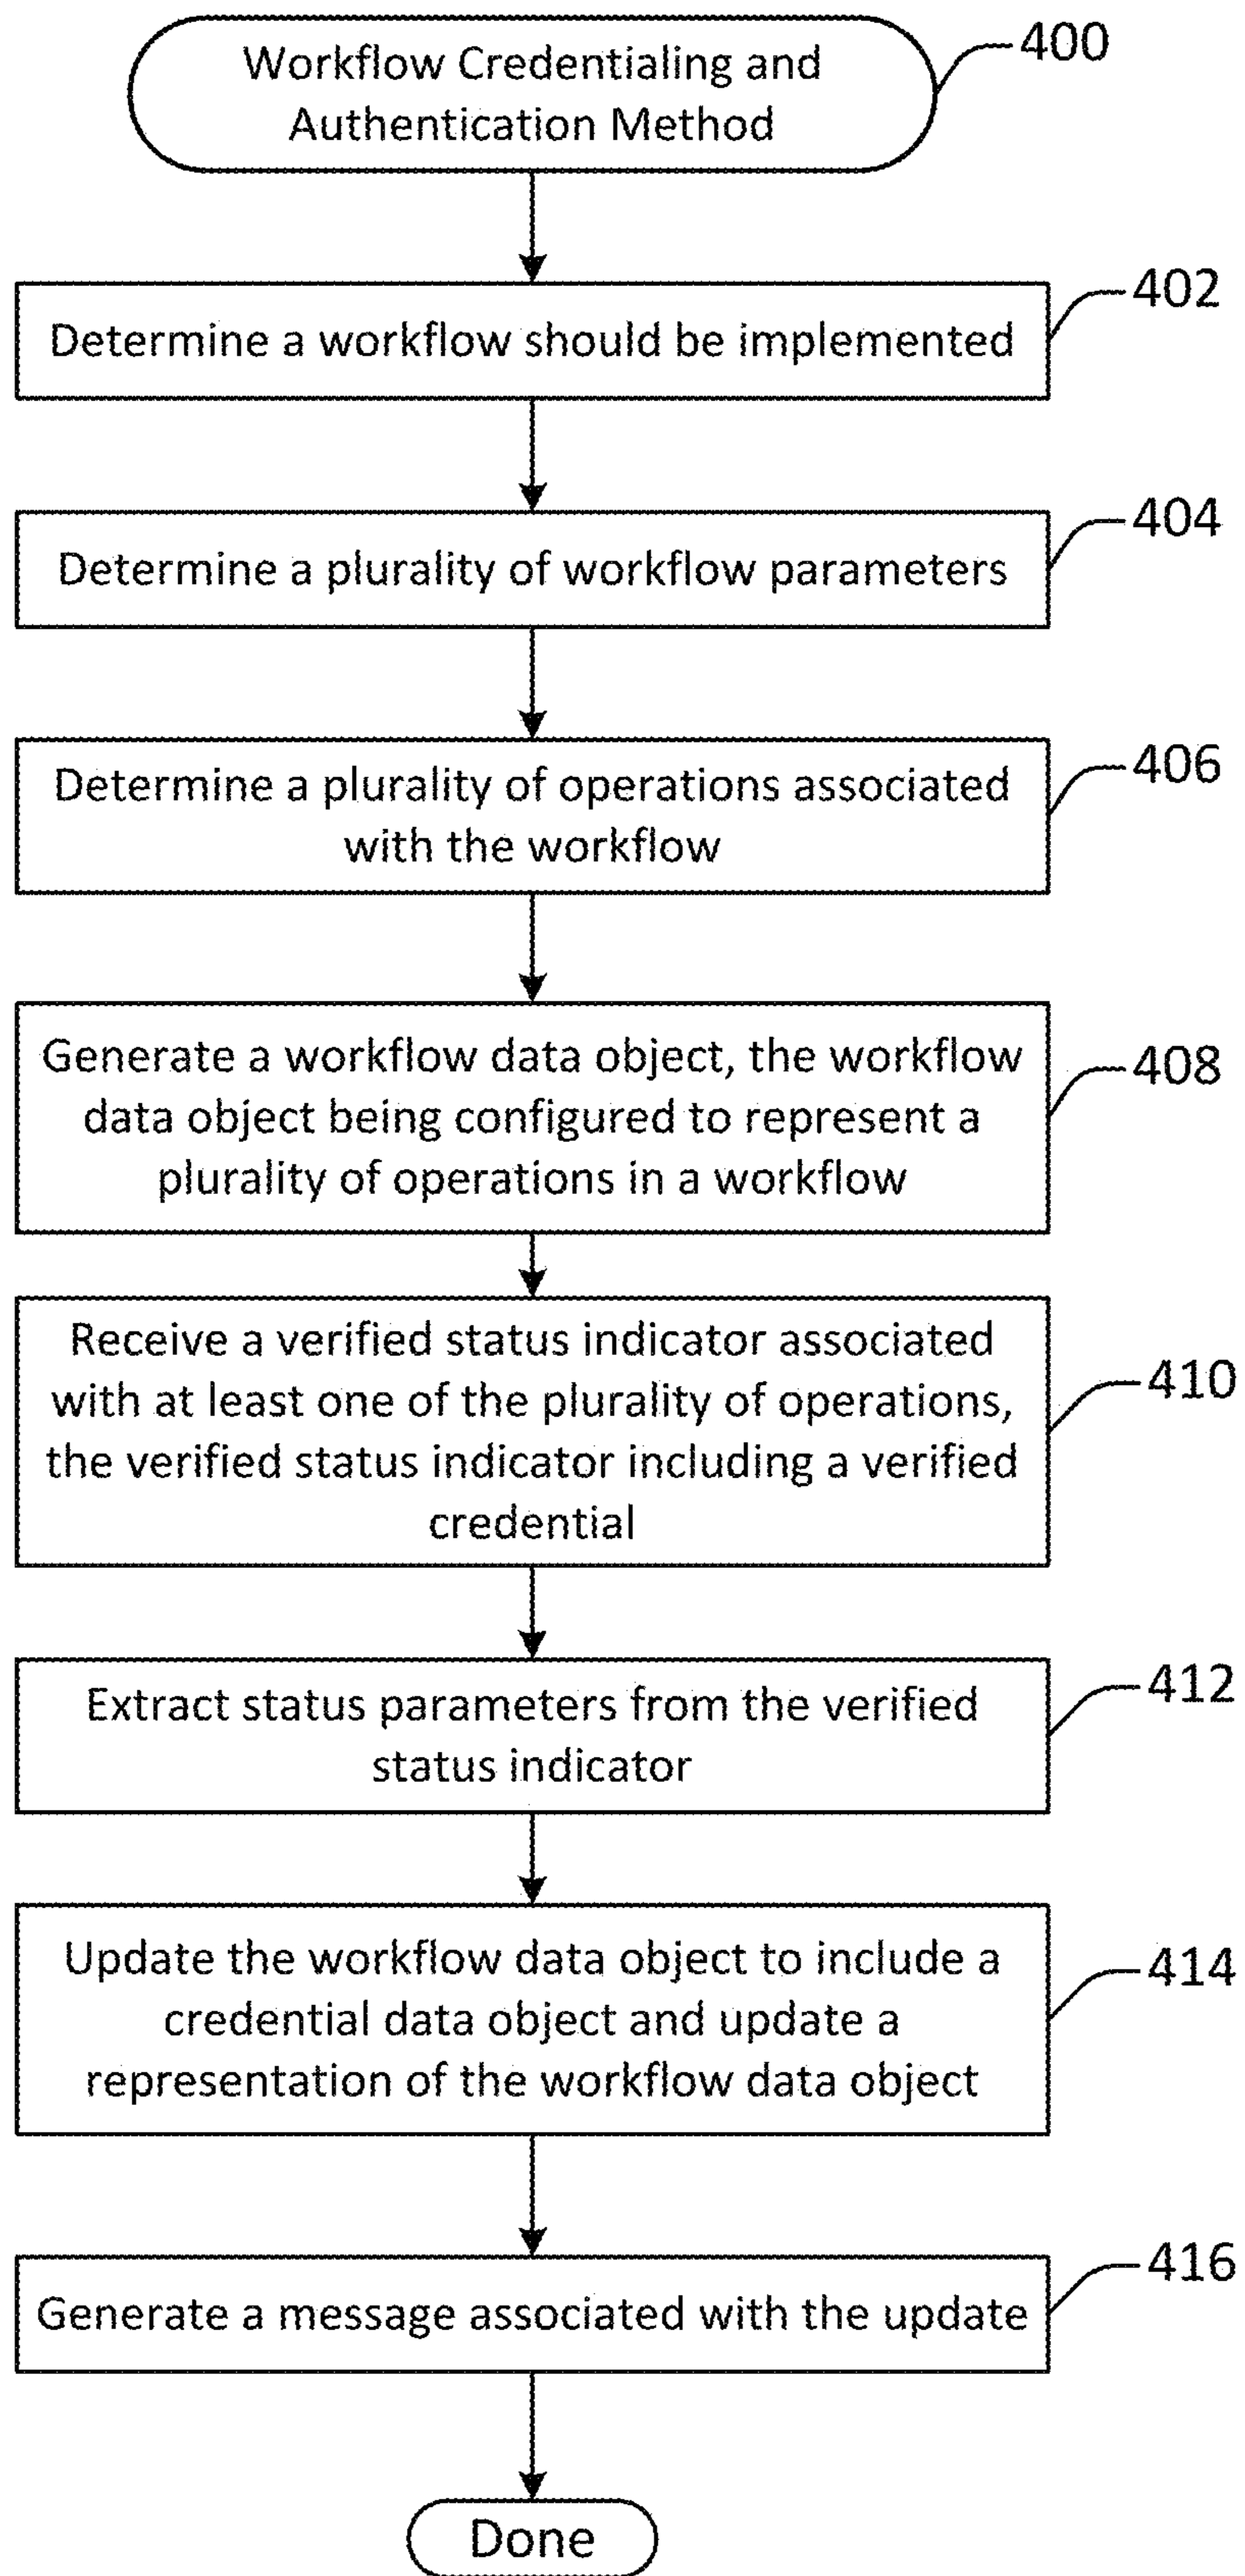 Workflow Credentialing and
Authentication Method
400
402
Determine a workflow should be implemented
404
Determine a plurality of workflow parameters
406
Determine a plurality of operations associated
with the workflow
408
Generate a workflow data object, the workflow
data object being configured to represent a
plurality of operations in a workflow
410
Receive a verified status indicator associated
with at least one of the plurality of operations,
the verified status indicator including a verified
credential
412
Extract status parameters from the verified
status indicator
414
Update the workflow data object to include a
credential data object and update a
representation of the workflow data object
416
Generate a message associated with the update
Done